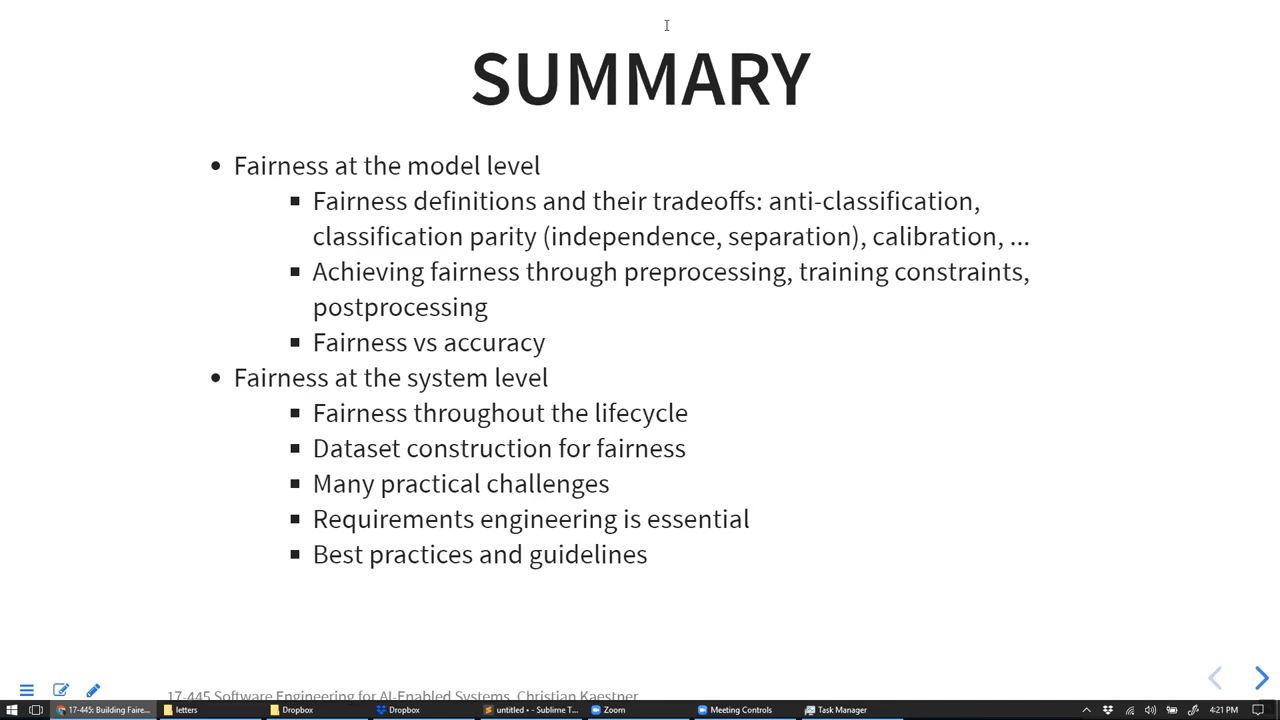 SUMMARY
• Fairness at the model level
▪ Fairness definitions and their tradeoffs: anti-classification,
classification parity (independence, separation), calibration, ...
▪ Achieving fairness through preprocessing, training constraints,
postprocessing
▪ Fairness vs accuracy
• Fairness at the system level
▪ Fairness throughout the lifecycle
▪ Dataset construction for fairness
▪ Many practical challenges
▪ Requirements engineering is essential
▪ Best practices and guidelines
17-445 Software Engineering for AI-Enabled Systems, Christian Kaestner
17-445: Building Faire... letters Dropbox Dropbox untitled • - Sublime T... Zoom Meeting Controls Task Manager 4:21 PM